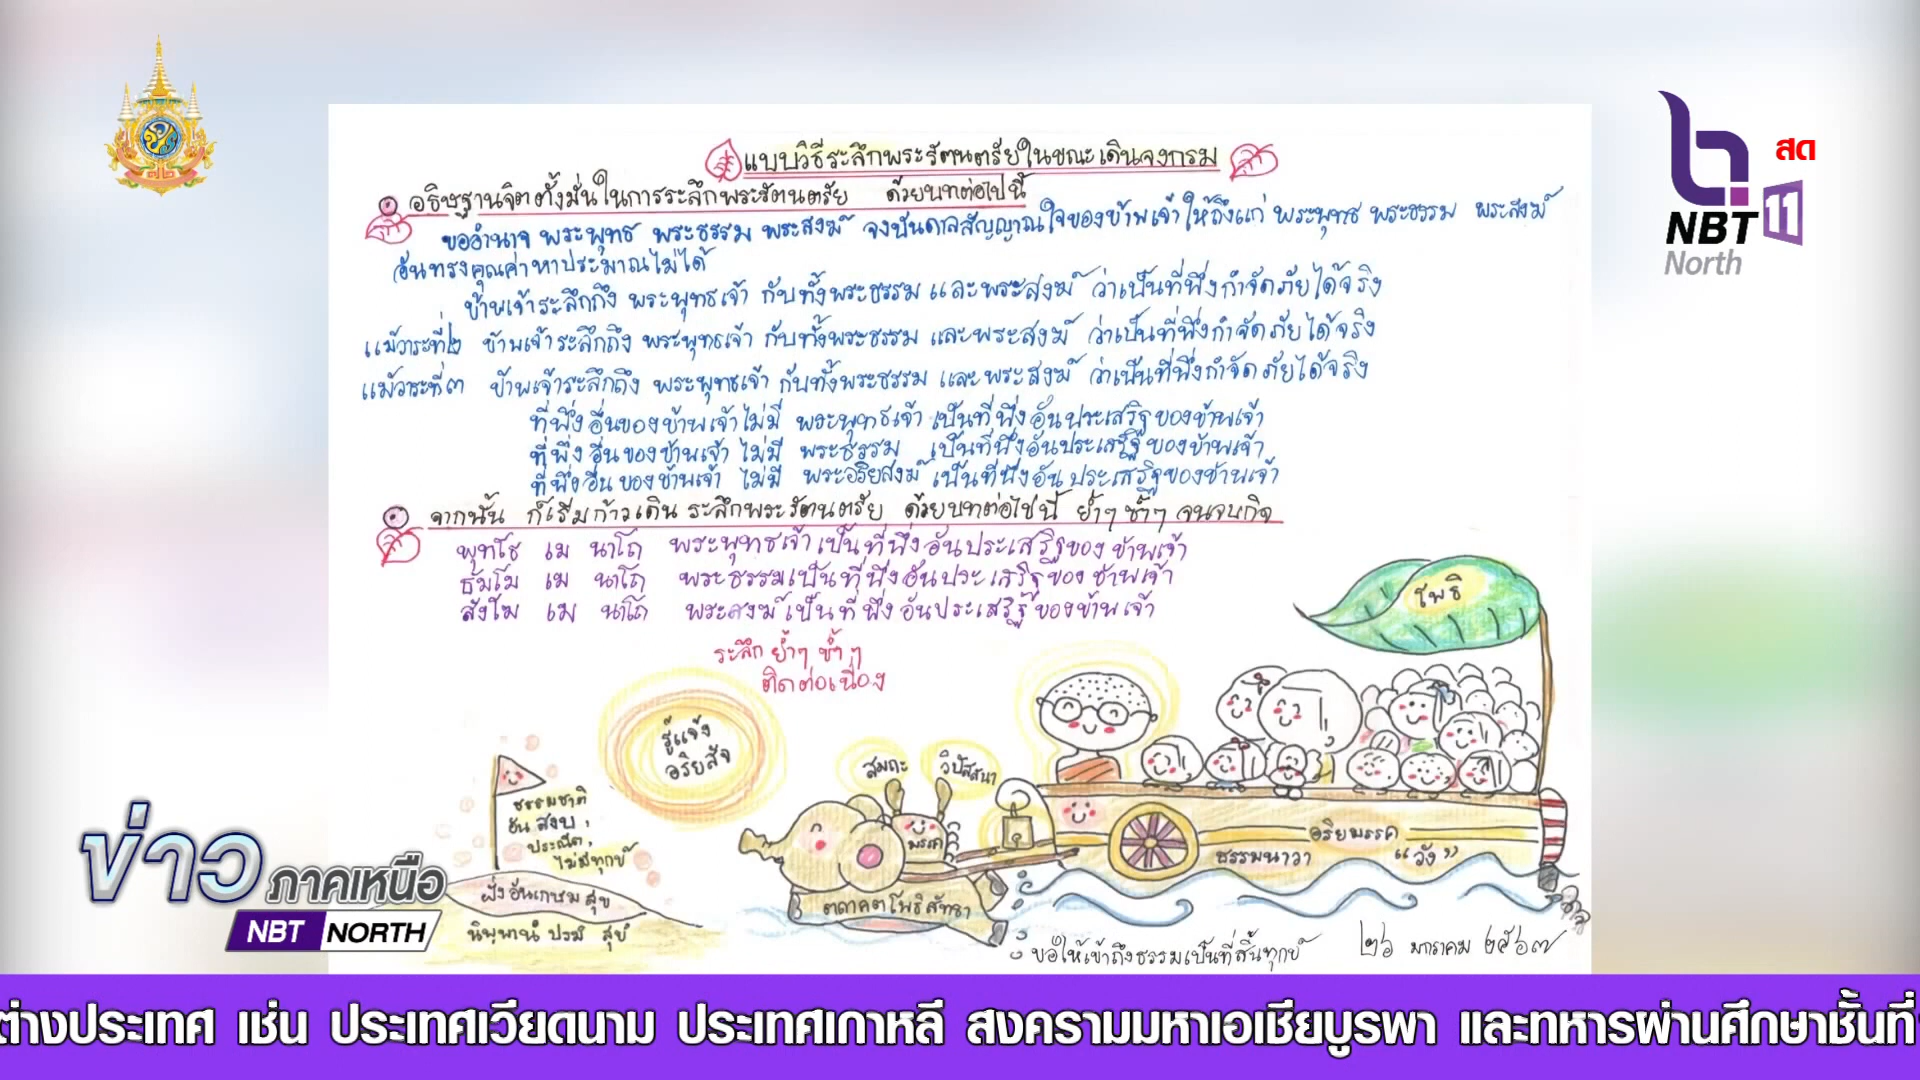 สด
NBT 11
North
แบบวิธีระลึกพระรัตนตรัยในขณะเดินจงกรม
อธิษฐานจิตตั้งมั่นในการระลึกพระรัตนตรัย ด้วยบทต่อไปนี้
ขออำนาจ พระพุทธ พระธรรม พระสงฆ์ จงบันดาลสัญญาณใจของข้าพเจ้าให้ถึงแก่ พระพุทธ พระธรรม พระสงฆ์
อันทรงคุณค่าหาประมาณไม่ได้
ข้าพเจ้าระลึกถึง พระพุทธเจ้า กับทั้งพระธรรม และพระสงฆ์ ว่าเป็นที่พึ่งกำจัดภัยได้จริง
แม้วาระที่๒ ข้าพเจ้าระลึกถึง พระพุทธเจ้า กับทั้งพระธรรม และพระสงฆ์ ว่าเป็นที่พึ่งกำจัดภัยได้จริง
แม้วาระที่๓ ข้าพเจ้าระลึกถึง พระพุทธเจ้า กับทั้งพระธรรม และพระสงฆ์ ว่าเป็นที่พึ่งกำจัดภัยได้จริง
ที่พึ่งอื่นของข้าพเจ้าไม่มี พระพุทธเจ้า เป็นที่พึ่งอันประเสริฐของข้าพเจ้า
ที่พึ่งอื่นของข้าพเจ้า ไม่มี พระธรรม เป็นที่พึ่งอันประเสริฐของข้าพเจ้า
ที่พึ่งอื่นของข้าพเจ้า ไม่มี พระอริยสงฆ์ เป็นที่พึ่งอันประเสริฐของข้าพเจ้า
จากนั้น ก็เริ่มก้าวเดิน ระลึกพระรัตนตรัย ด้วยบทต่อไปนี้ ย้ำๆ ซ้ำๆ จนจบกิจ
พุทโธ เม นาโถ พระพุทธเจ้าเป็นที่พึ่งอันประเสริฐของข้าพเจ้า
ธัมโม เม นาโถ พระธรรมเป็นที่พึ่งอันประเสริฐของข้าพเจ้า
สังโฆ เม นาโถ พระสงฆ์เป็นที่พึ่งอันประเสริฐของข้าพเจ้า
ระลึก ย้ำๆ ซ้ำๆ
ติดต่อเนื่อง
โพธิ
รู้แจ้ง
อริยสัจ
สมถะ วิปัสสนา
มรรค
ธรรมชาติ
อัน สงบ,
ประณีต,
ไม่มีทุกข์
ฝั่งอันเกษมสุข
นิพพานํ ปรมํ สุขํ
ตถาคตโพธิสัทธา
อริยมรรค
ธรรมนาวา "วัง"
ขอให้เข้าถึงธรรมเป็นที่สิ้นทุกข์ ๒๖ มกราคม ๒๕๖๗
ข่าว ภาคเหนือ
NBT NORTH
ต่างประเทศ เช่น ประเทศเวียดนาม ประเทศเกาหลี สงครามมหาเอเชียบูรพา และทหารผ่านศึกษาชั้นที่